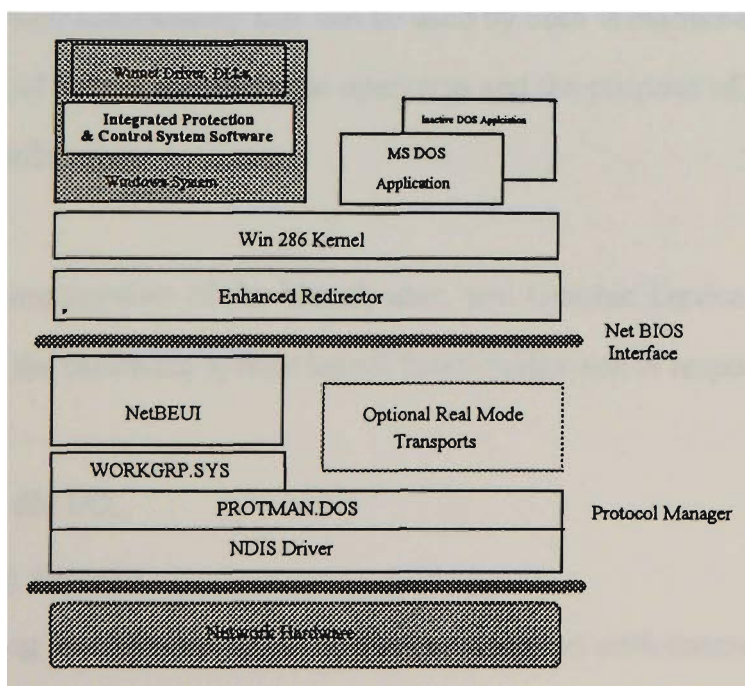 Winnet Driver, DLLs,
Integrated Protection
& Control System Software
Windows System
Inactive DOS Application
MS DOS
Application
Win 286 Kernel
Enhanced Redirector
Net BIOS
Interface
NetBEUI
Optional Real Mode
Transports
WORKGRP.SYS
PROTMAN.DOS
Protocol Manager
NDIS Driver
Network Hardware